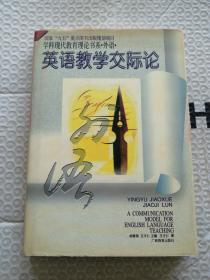 国家“九五”重点图书出版规划项目
学科现代教育理论书系·外语·
英语教学交际论
外语
YINGYU JIAOXUE
JIAOJI LUN
A COMMUNICATION
MODEL FOR
ENGLISH LANGUAGE
TEACHING
广西教育出版社